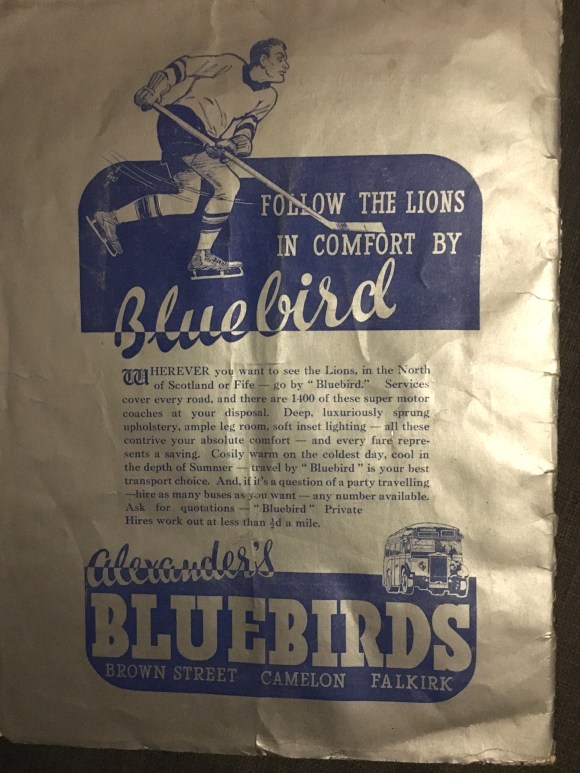 FOLLOW THE LIONS
IN COMFORT BY
Bluebird
WHEREVER you want to see the Lions, in the North
of Scotland or Fife — go by "Bluebird." Services
cover every road, and there are 1400 of these super motor
coaches at your disposal. Deep, luxuriously sprung
upholstery, ample leg room, soft inset lighting — all these
contrive your absolute comfort — and every fare repre-
sents a saving. Cosily warm on the coldest day, cool in
the depth of Summer — travel by "Bluebird" is your best
transport choice. And, if it's a question of a party travelling
—hire as many buses as you want — any number available.
Ask for quotations — "Bluebird" Private
Hires work out at less than ½d a mile.
Alexander's
BLUEBIRDS
BROWN STREET CAMELON FALKIRK